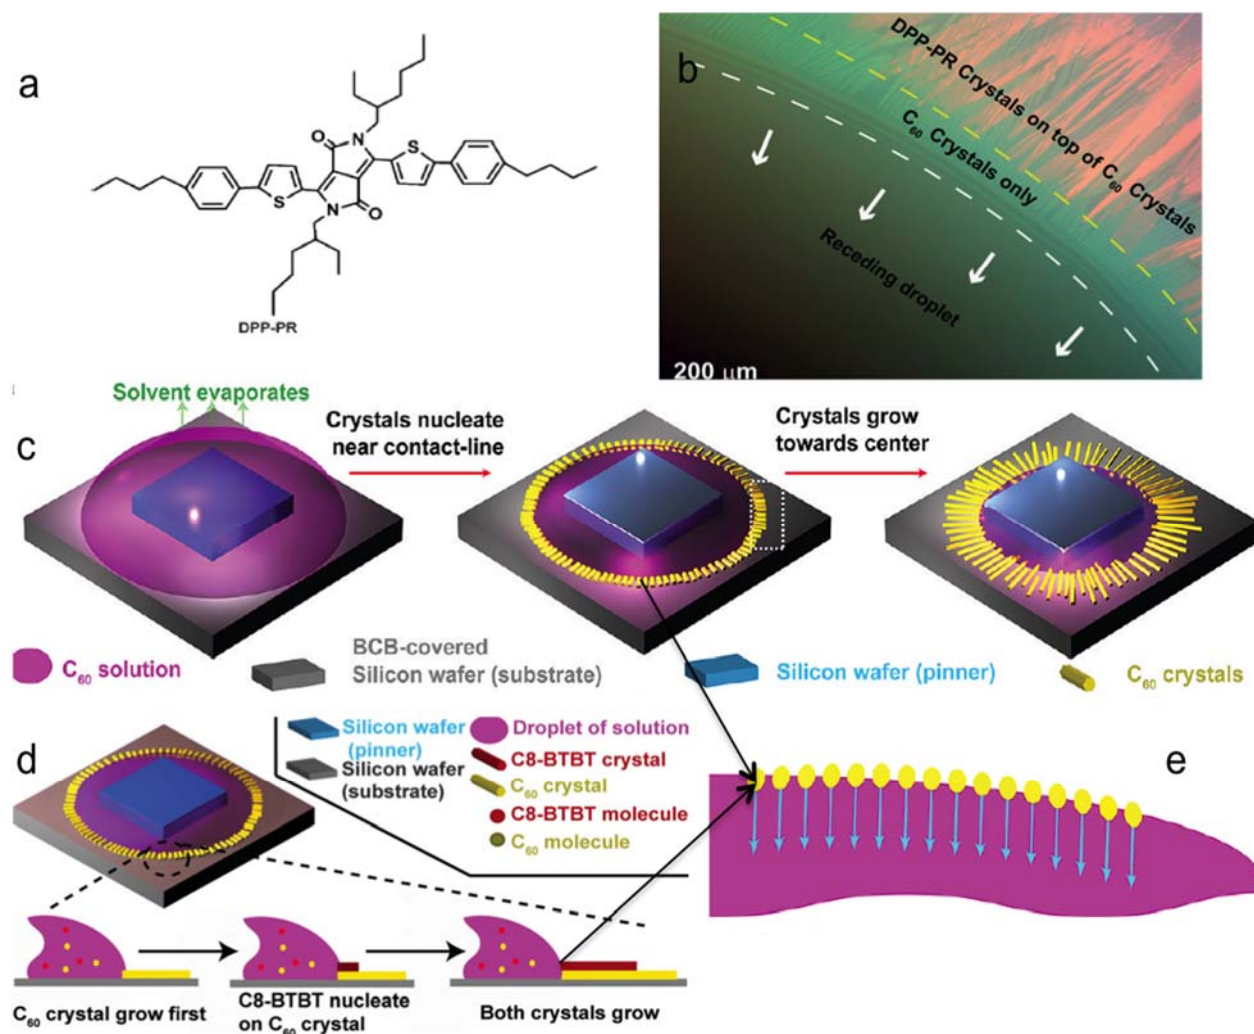 a
O
N
S
S
N
O
DPP-PR
b
DPP-PR Crystals on top of C60 Crystals
C60 Crystals only
Receding droplet
200 µm
c
Solvent evaporates
Crystals nucleate
near contact-line
Crystals grow
towards center
C60 solution
BCB-covered
Silicon wafer (substrate)
Silicon wafer (pinner)
C60 crystals
d
Silicon wafer
(pinner)
Silicon wafer
(substrate)
Droplet of solution
C8-BTBT crystal
C60 crystal
C8-BTBT molecule
C60 molecule
e
C60 crystal grow first
C8-BTBT nucleate
on C60 crystal
Both crystals grow